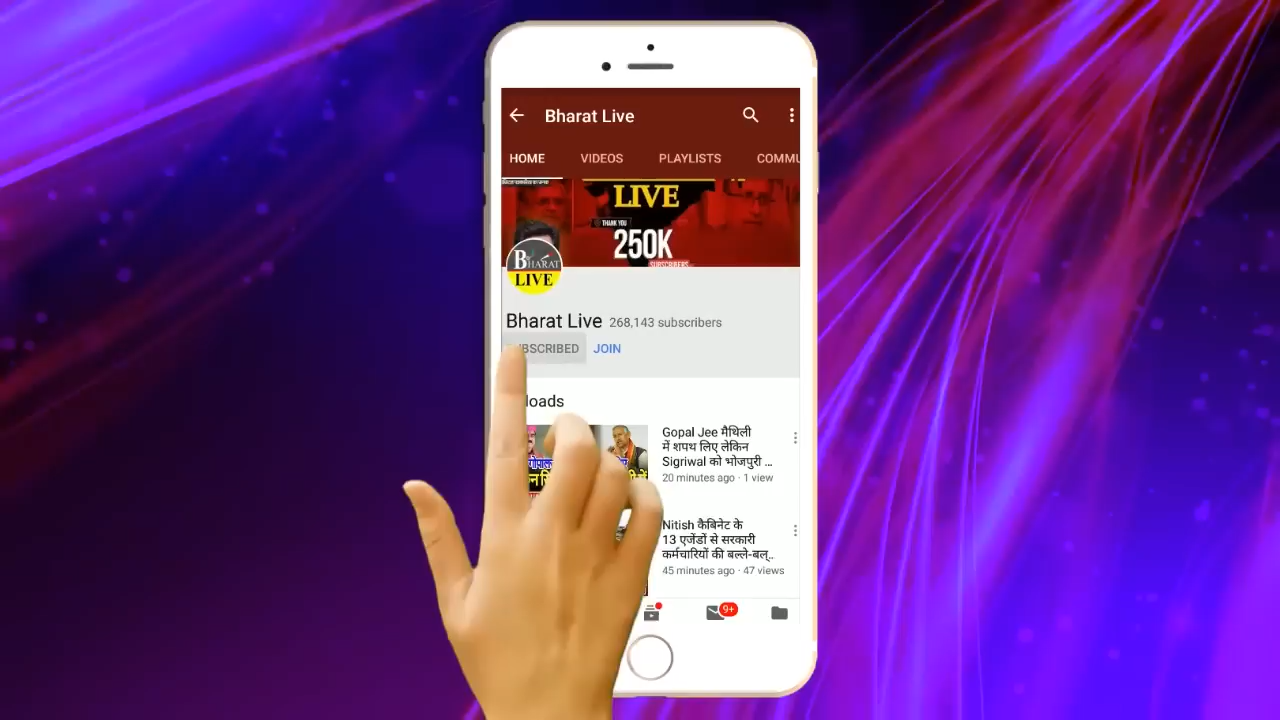 Bharat Live
HOME VIDEOS PLAYLISTS COMMU
LIVE
THANK YOU
250K
SUBSCRIBERS
BHARAT
LIVE
Bharat Live 268,143 subscribers
UBSCRIBED JOIN
loads
Gopal Jee मैथिली
में शपथ लिए लेकिन
Sigriwal को भोजपुरी ...
20 minutes ago · 1 view
Nitish कैबिनेट के
13 एजेंडों से सरकारी
कर्मचारियों की बल्ले-बल्..
45 minutes ago · 47 views
9+